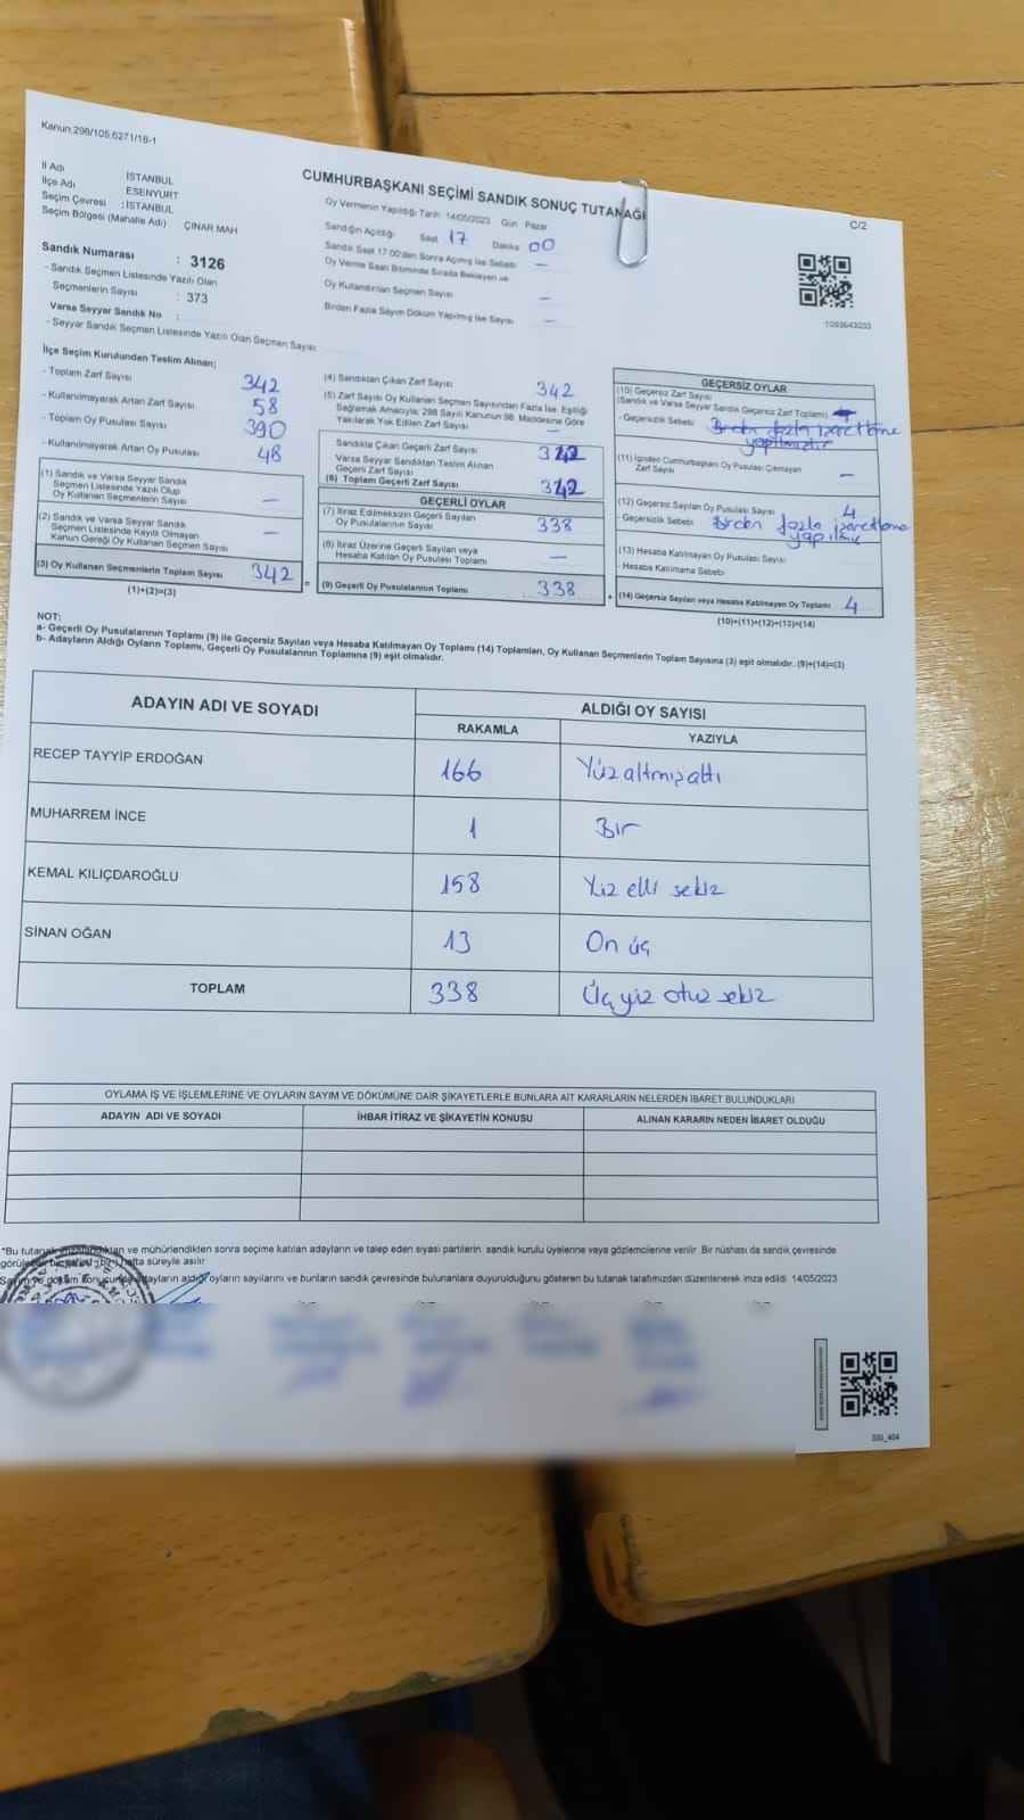 Kanun:298/105,6271/16-1
İl Adı İSTANBUL
İlçe Adı ESENYURT
Seçim Çevresi : İSTANBUL
Seçim Bölgesi (Mahalle Adı) ÇINAR MAH
Sandık Numarası : 3126
- Sandık Seçmen Listesinde Yazılı Olan
Seçmenlerin Sayısı : 373
Varsa Seyyar Sandık No :
- Seyyar Sandık Seçmen Listesinde Yazılı Olan Seçmen Sayısı
CUMHURBAŞKANI SEÇİMİ SANDIK SONUÇ TUTANAĞI
Oy Vermenin Yapıldığı Tarih 14/05/2023 Gün Pazar
Sandığın Açıldığı Saat 17 Dakika 00
Sandık Saat 17.00'den Sonra Açılmış İse Sebebi —
Oy Verme Saati Bitiminde Sırada Bekleyen ve
Oy Kullandırılan Seçmen Sayısı —
Birden Fazla Sayım Döküm Yapılmış İse Sayısı —
C/2
İlçe Seçim Kurulundan Teslim Alınan;
- Toplam Zarf Sayısı 342
- Kullanılmayarak Artan Zarf Sayısı 58
- Toplam Oy Pusulası Sayısı 390
- Kullanılmayarak Artan Oy Pusulası 48
(1) Sandık ve Varsa Seyyar Sandık
Seçmen Listesinde Yazılı Olup
Oy Kullanan Seçmenlerin Sayısı —
(2) Sandık ve Varsa Seyyar Sandık
Seçmen Listesinde Kayıtlı Olmayan
Kanun Gereği Oy Kullanan Seçmen Sayısı —
(3) Oy Kullanan Seçmenlerin Toplam Sayısı 342
(1)+(2)=(3)
(4) Sandıktan Çıkan Zarf Sayısı 342
(5) Zarf Sayısı Oy Kullanan Seçmen Sayısından Fazla İse, Eşitliği
Sağlamak Amacıyla, 298 Sayılı Kanunun 98. Maddesine Göre
Yakılarak Yok Edilen Zarf Sayısı —
Sandıkta Çıkan Geçerli Zarf Sayısı 342
Varsa Seyyar Sandıktan Teslim Alınan
Geçerli Zarf Sayısı
(6) Toplam Geçerli Zarf Sayısı 342
GEÇERLİ OYLAR
(7) İtiraz Edilmeksizin Geçerli Sayılan
Oy Pusulalarının Sayısı 338
(8) İtiraz Üzerine Geçerli Sayılan veya
Hesaba Katılan Oy Pusulası Toplamı —
(9) Geçerli Oy Pusulalarının Toplamı 338
GEÇERSİZ OYLAR
(10) Geçersiz Zarf Sayısı
(Sandık ve Varsa Seyyar Sandık Geçersiz Zarf Toplamı)
- Geçersizlik Sebebi Birden fazla işaretleme
yapılmıştır
(11) İçinden Cumhurbaşkanı Oy Pusulası Çıkmayan
Zarf Sayısı —
(12) Geçersiz Sayılan Oy Pusulası Sayısı 4
- Geçersizlik Sebebi Birden fazla işaretleme
yapılmış
(13) Hesaba Katılmayan Oy Pusulası Sayısı
- Hesaba Katılmama Sebebi
(14) Geçersiz Sayılan veya Hesaba Katılmayan Oy Toplamı 4
(10)+(11)+(12)+(13)=(14)
NOT:
a- Geçerli Oy Pusulalarının Toplamı (9) ile Geçersiz Sayılan veya Hesaba Katılmayan Oy Toplamı (14) Toplamları, Oy Kullanan Seçmenlerin Toplam Sayısına (3) eşit olmalıdır. (9)+(14)=(3)
b- Adayların Aldığı Oyların Toplamı, Geçerli Oy Pusulalarının Toplamına (9) eşit olmalıdır.
ADAYIN ADI VE SOYADI ALDIĞI OY SAYISI
RAKAMLA YAZIYLA
RECEP TAYYİP ERDOĞAN 166 Yüzaltmışaltı
MUHARREM İNCE 1 Bir
KEMAL KILIÇDAROĞLU 158 Yüz elli sekiz
SİNAN OĞAN 13 On üç
TOPLAM 338 Üçyüz otuz sekiz
OYLAMA İŞ VE İŞLEMLERİNE VE OYLARIN SAYIM VE DÖKÜMÜNE DAİR ŞİKAYETLERLE BUNLARA AİT KARARLARIN NELERDEN İBARET BULUNDUKLARI
ADAYIN ADI VE SOYADI İHBAR İTİRAZ VE ŞİKAYETİN KONUSU ALINAN KARARIN NEDEN İBARET OLDUĞU
ve mühürlendikten sonra seçime katılan adayların ve talep eden siyasi partilerin sandık kurulu üyelerine veya gözlemcilerine verilir. Bir nüshası da sandık çevresinde
hafta süreyle asılır
adayların aldığı oyların sayılarını ve bunların sandık çevresinde bulunanlara duyurulduğunu gösteren bu tutanak tarafımızdan düzenlenerek imza edildi. 14/05/2023